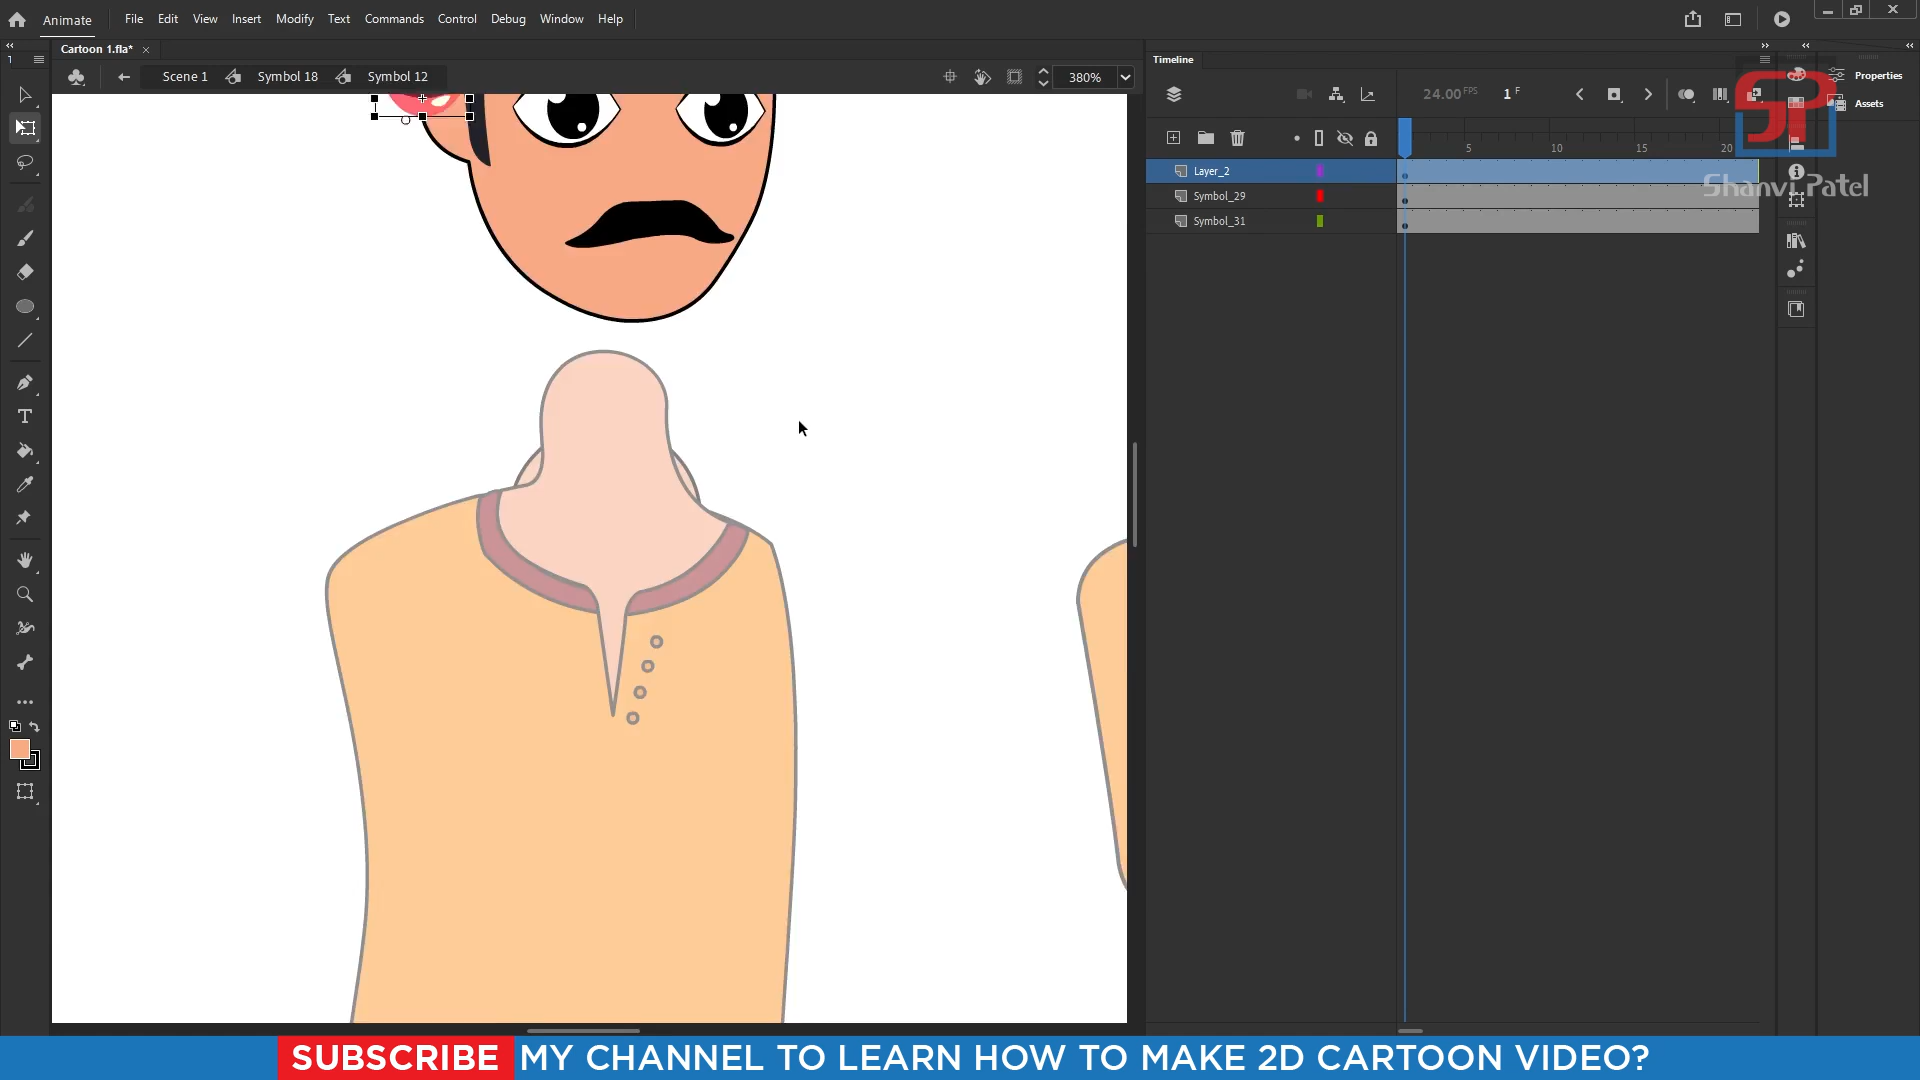 Animate File Edit View Insert Modify Text Commands Control Debug Window Help
Cartoon 1.fla*
Timeline
Scene 1 Symbol 18 Symbol 12 380%
Properties
24.00 FPS 1 F
Assets
5 10 15 20
Layer_2
Shanvi Patel
Symbol_29
Symbol_31
SUBSCRIBE MY CHANNEL TO LEARN HOW TO MAKE 2D CARTOON VIDEO?